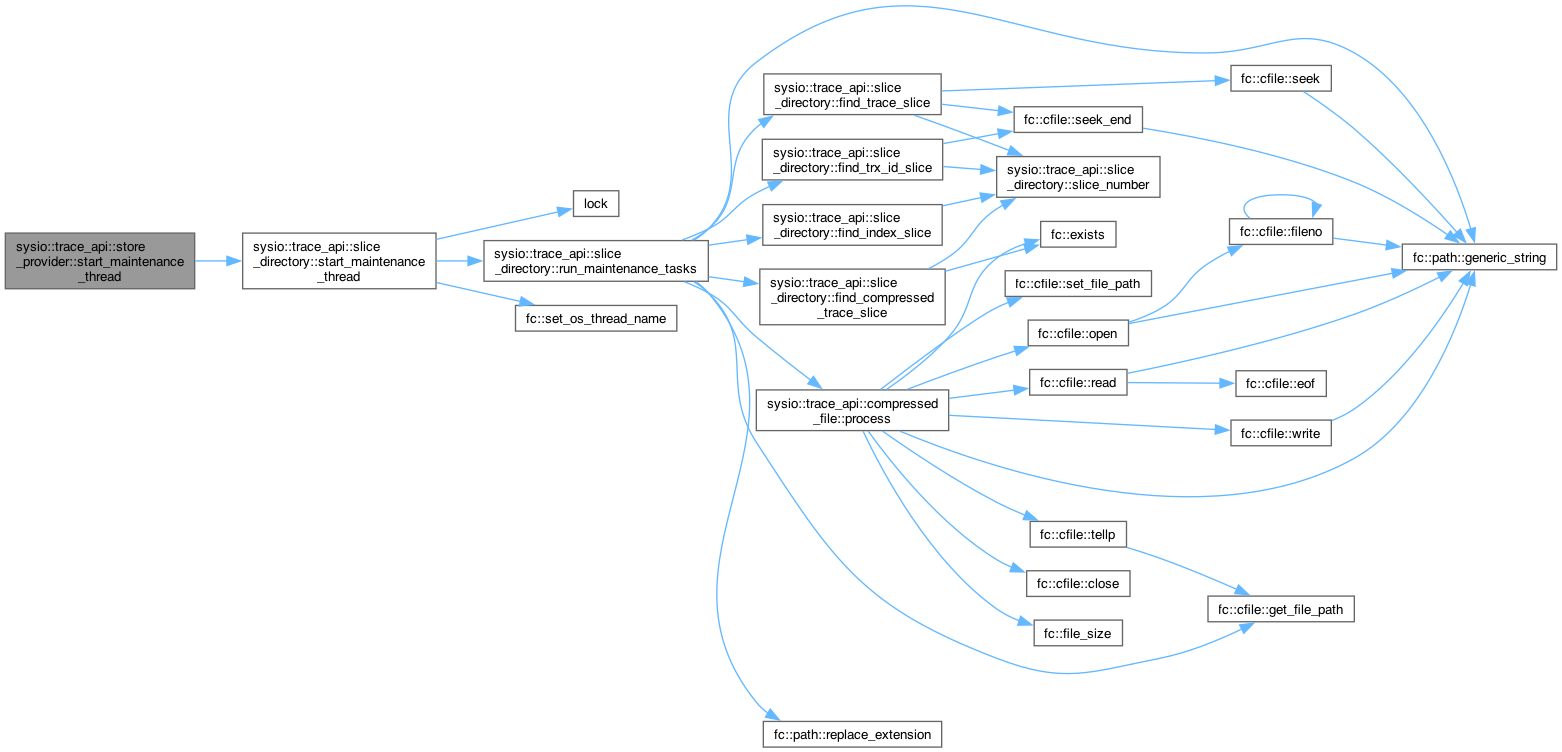 sysio::trace_api::store
_provider::start_maintenance
_thread
sysio::trace_api::slice
_directory::start_maintenance
_thread
lock
sysio::trace_api::slice
_directory::run_maintenance_tasks
fc::set_os_thread_name
sysio::trace_api::slice
_directory::find_trace_slice
sysio::trace_api::slice
_directory::find_trx_id_slice
sysio::trace_api::slice
_directory::find_index_slice
sysio::trace_api::slice
_directory::find_compressed
_trace_slice
sysio::trace_api::compressed
_file::process
fc::path::replace_extension
fc::cfile::seek_end
sysio::trace_api::slice
_directory::slice_number
fc::exists
fc::cfile::set_file_path
fc::cfile::open
fc::cfile::read
fc::cfile::tellp
fc::cfile::close
fc::file_size
fc::cfile::seek
fc::cfile::fileno
fc::cfile::eof
fc::cfile::write
fc::cfile::get_file_path
fc::path::generic_string